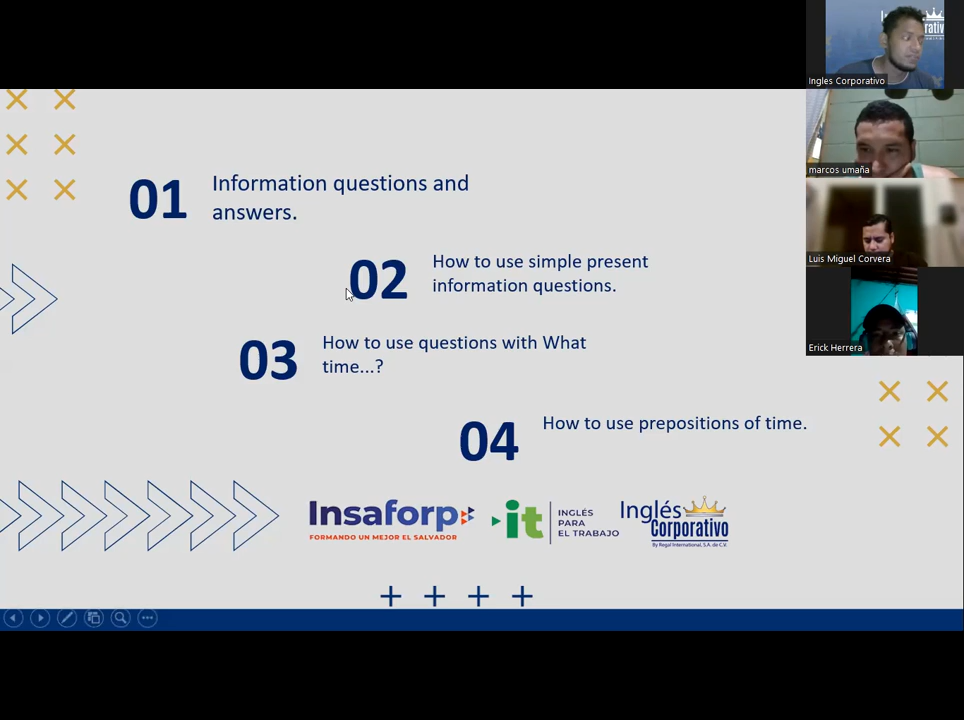 01
Information questions and
answers.
02
How to use simple present
information questions.
03
How to use questions with What
time...?
04
How to use prepositions of time.
Insaforp
FORMANDO UN MEJOR EL SALVADOR
it
INGLÉS
PARA
EL TRABAJO
Inglés
Corporativo
By Regal International, S.A. de C.V.
Ingles Corporativo
marcos umaña
Luis Miguel Corvera
Erick Herrera